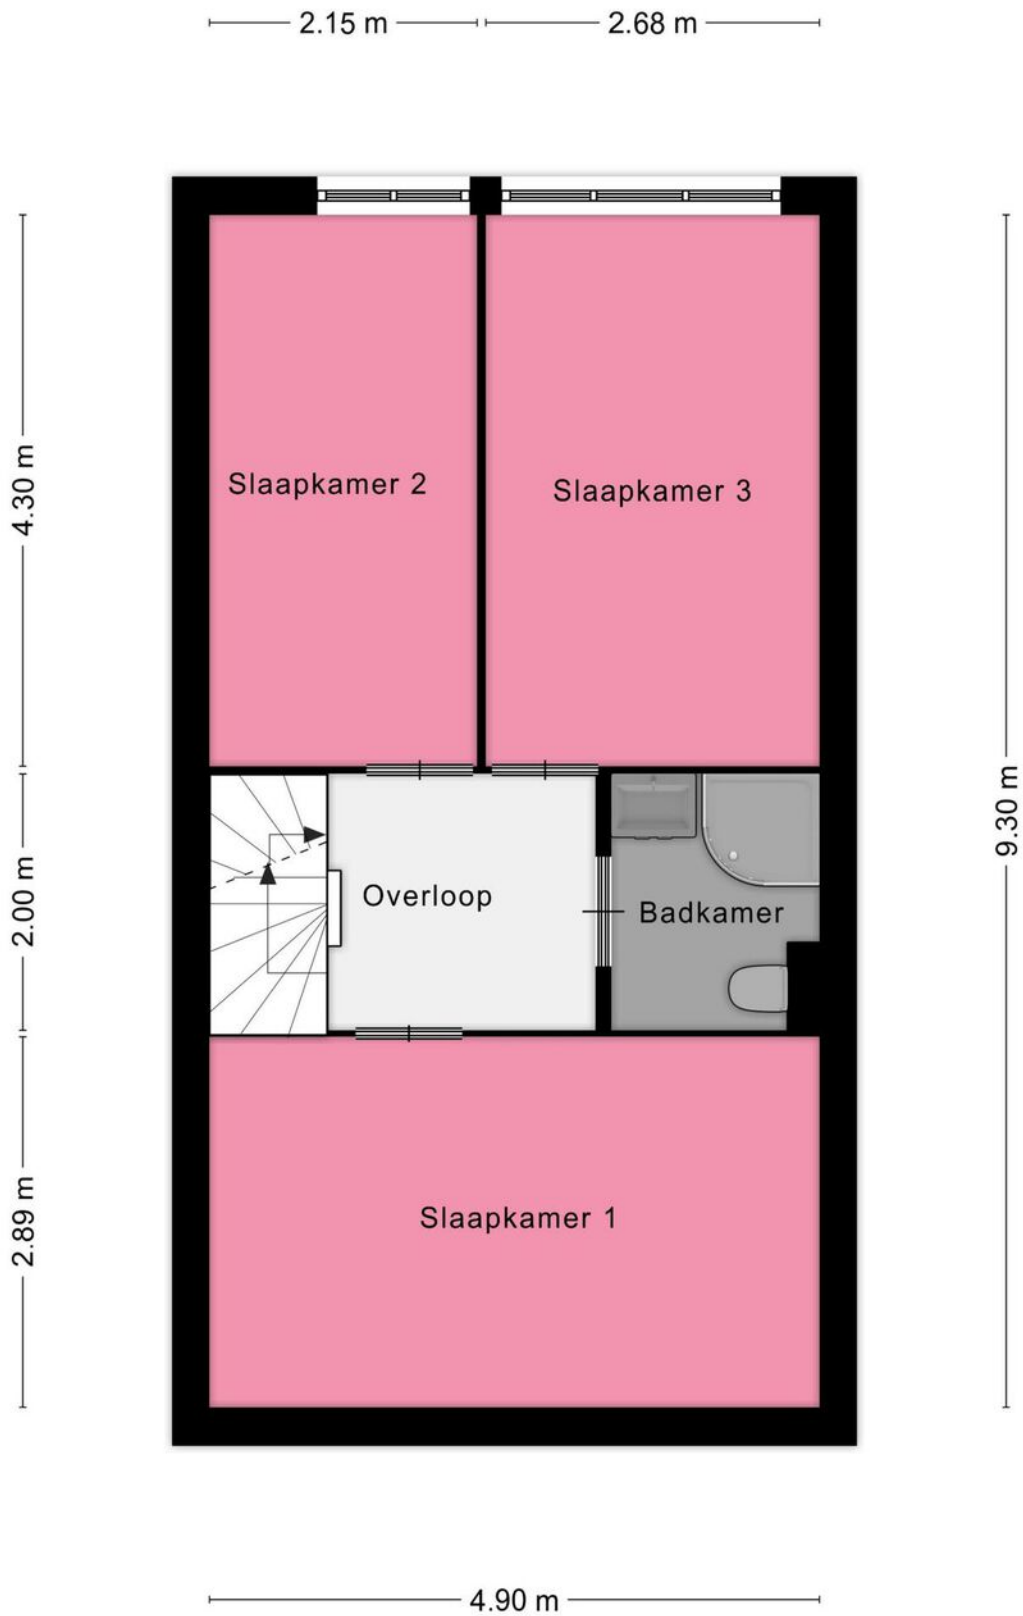 2.15 m
2.68 m
4.30 m
Slaapkamer 2
Slaapkamer 3
9.30 m
2.00 m
Overloop
Badkamer
2.89 m
Slaapkamer 1
4.90 m